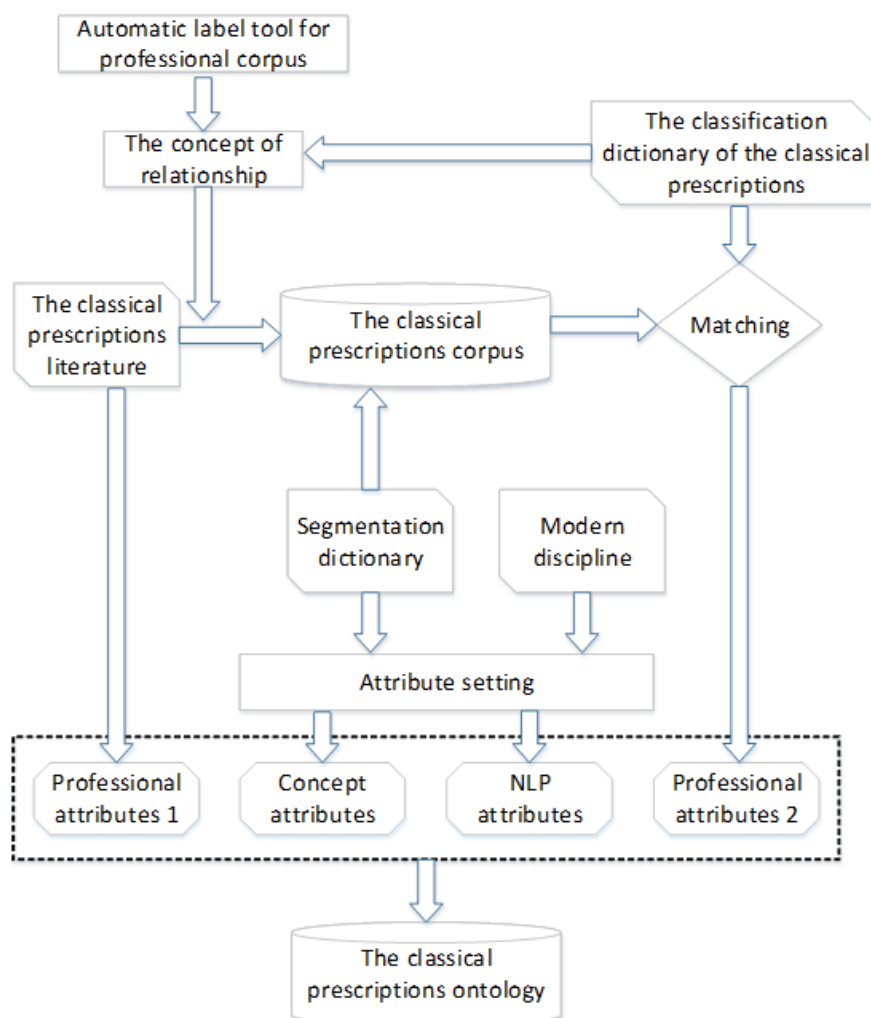 Automatic label tool for
professional corpus
The concept of
relationship
The classification
dictionary of the classical
prescriptions
The classical
prescriptions
literature
The classical
prescriptions corpus
Matching
Segmentation
dictionary
Modern
discipline
Attribute setting
Professional
attributes 1
Concept
attributes
NLP
attributes
Professional
attributes 2
The classical
prescriptions ontology